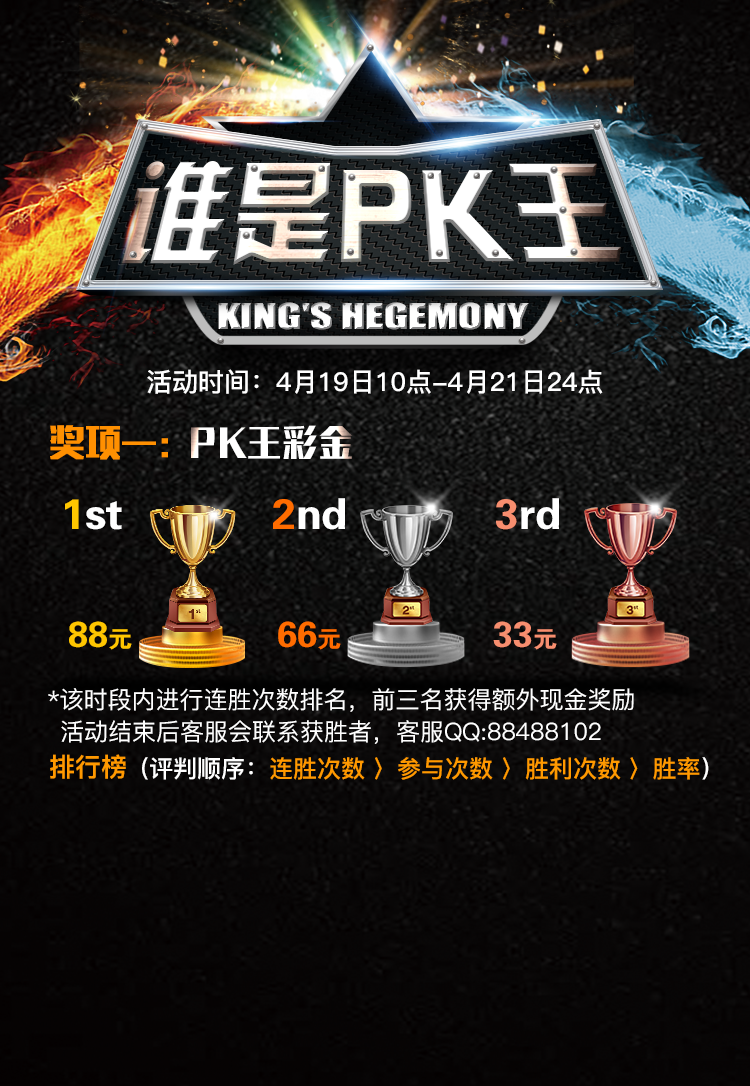 谁是PK王
KING'S HEGEMONY
活动时间：4月19日10点-4月21日24点
奖项一：PK王彩金
1st 2nd 3rd
1st 2st 3st
88元 66元 33元
*该时段内进行连胜次数排名，前三名获得额外现金奖励
活动结束后客服会联系获胜者，客服QQ:88488102
排行榜（评判顺序：连胜次数 〉参与次数 〉胜利次数 〉胜率）